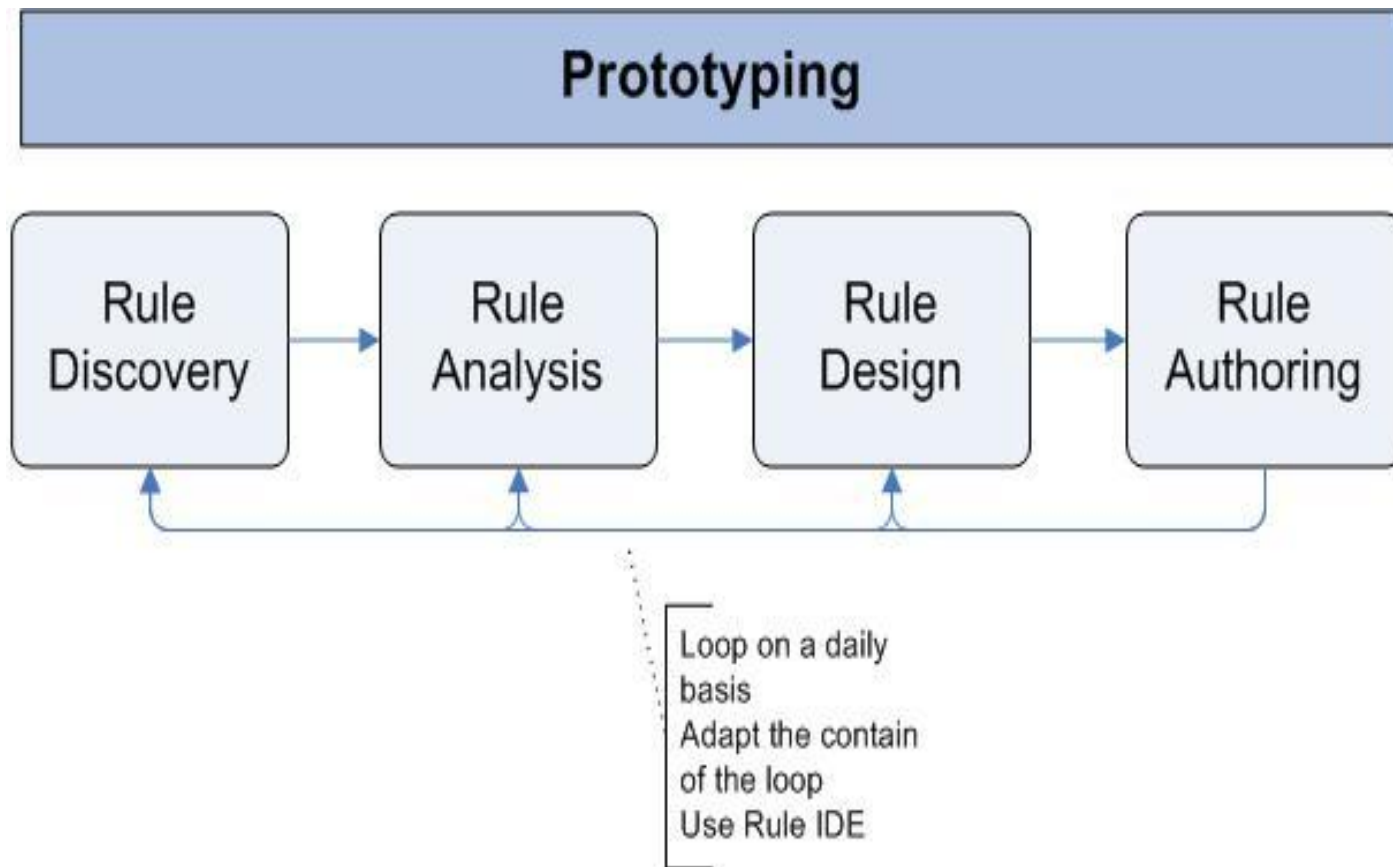 Prototyping
Rule
Discovery
Rule
Analysis
Rule
Design
Rule
Authoring
Loop on a daily
basis
Adapt the contain
of the loop
Use Rule IDE